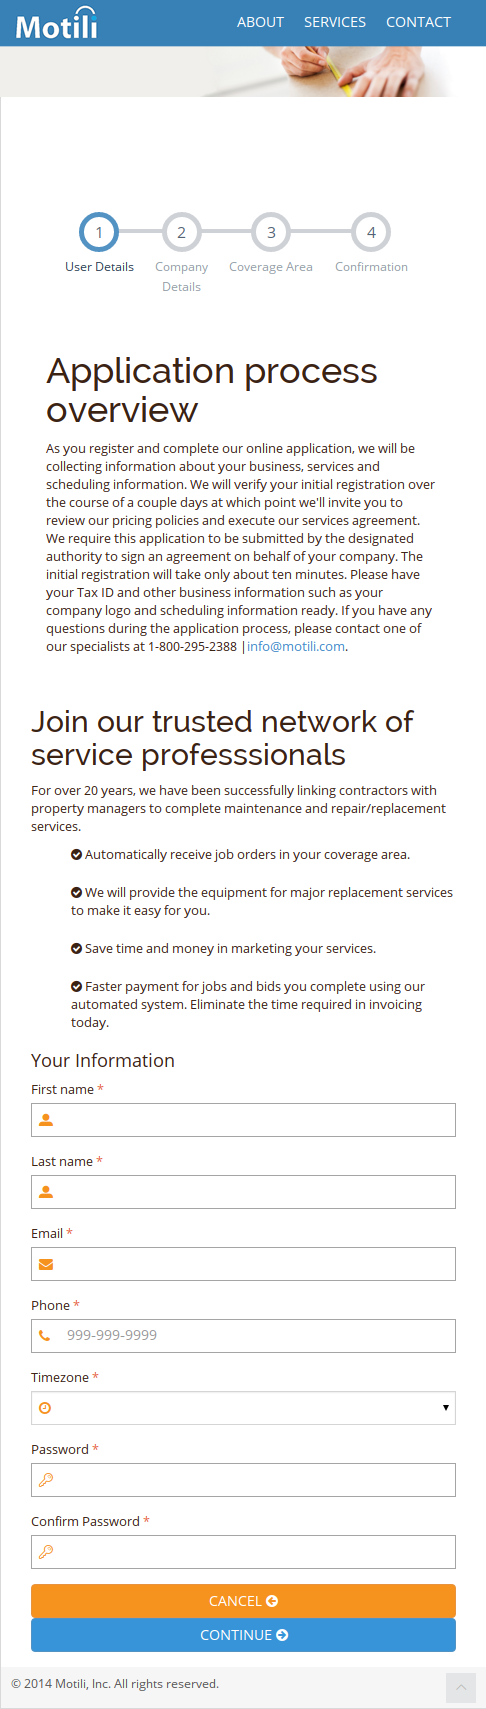 Motili
ABOUT SERVICES CONTACT
1 2 3 4
User Details Company Details Coverage Area Confirmation
Application process
overview
As you register and complete our online application, we will be
collecting information about your business, services and
scheduling information. We will verify your initial registration over
the course of a couple days at which point we'll invite you to
review our pricing policies and execute our services agreement.
We require this application to be submitted by the designated
authority to sign an agreement on behalf of your company. The
initial registration will take only about ten minutes. Please have
your Tax ID and other business information such as your
company logo and scheduling information ready. If you have any
questions during the application process, please contact one of
our specialists at 1-800-295-2388 |info@motili.com.
Join our trusted network of
service professsionals
For over 20 years, we have been successfully linking contractors with
property managers to complete maintenance and repair/replacement
services.
Automatically receive job orders in your coverage area.
We will provide the equipment for major replacement services
to make it easy for you.
Save time and money in marketing your services.
Faster payment for jobs and bids you complete using our
automated system. Eliminate the time required in invoicing
today.
Your Information
First name *
Last name *
Email *
Phone *
999-999-9999
Timezone *
Password *
Confirm Password *
CANCEL
CONTINUE
© 2014 Motili, Inc. All rights reserved.